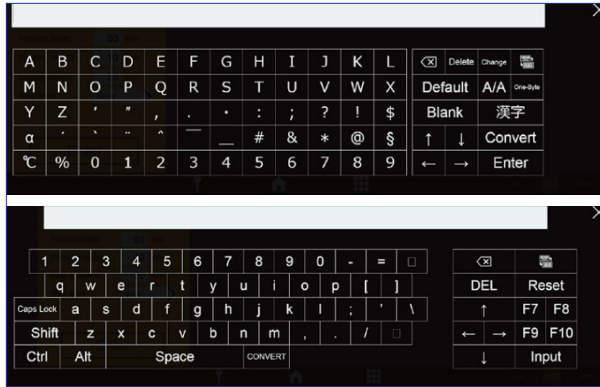 A B C D E F G H I J K L Delete Change
M N O P Q R S T U V W X Default A/A One-Byte
Y Z ' " , . · : ; ? ! $ Blank 漢字
α ´ ` ¨ ^ ¯ _ # & * @ § ↑ ↓ Convert
℃ % 0 1 2 3 4 5 6 7 8 9 ← → Enter
1 2 3 4 5 6 7 8 9 0 - =
q w e r t y u i o p [ ] DEL Reset
Caps Lock a s d f g h j k l ; ' \ ↑ F7 F8
Shift z x c v b n m , . / ← → F9 F10
Ctrl Alt Space CONVERT ↓ Input